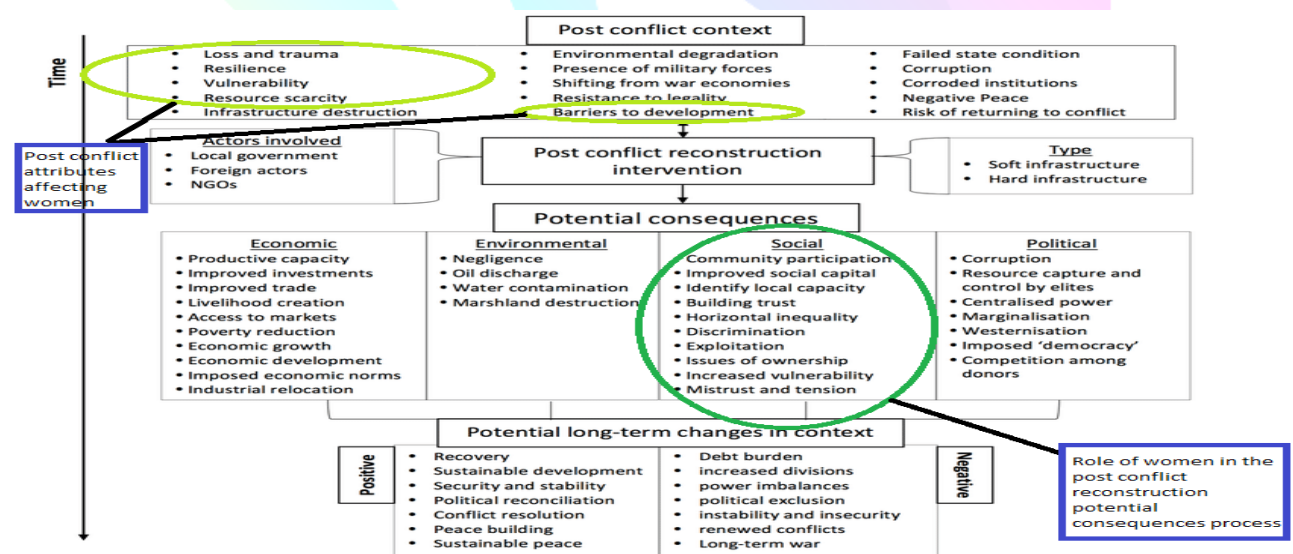 Post conflict context
Time
• Loss and trauma
• Resilience
• Vulnerability
• Resource scarcity
• Infrastructure destruction
• Environmental degradation
• Presence of military forces
• Shifting from war economies
• Resistance to legality
• Barriers to development
• Failed state condition
• Corruption
• Corroded institutions
• Negative Peace
• Risk of returning to conflict
Post conflict
attributes
affecting
women
Actors involved
• Local government
• Foreign actors
• NGOs
Post conflict reconstruction
intervention
Type
• Soft infrastructure
• Hard infrastructure
Potential consequences
Economic
• Productive capacity
• Improved investments
• Improved trade
• Livelihood creation
• Access to markets
• Poverty reduction
• Economic growth
• Economic development
• Imposed economic norms
• Industrial relocation
Environmental
• Negligence
• Oil discharge
• Water contamination
• Marshland destruction
Social
• Community participation
• Improved social capital
• Identify local capacity
• Building trust
• Horizontal inequality
• Discrimination
• Exploitation
• Issues of ownership
• Increased vulnerability
• Mistrust and tension
Political
• Corruption
• Resource capture and
control by elites
• Centralised power
• Marginalisation
• Westernisation
• Imposed ‘democracy’
• Competition among
donors
Potential long-term changes in context
Positive
• Recovery
• Sustainable development
• Security and stability
• Political reconciliation
• Conflict resolution
• Peace building
• Sustainable peace
• Debt burden
• increased divisions
• power imbalances
• political exclusion
• instability and insecurity
• renewed conflicts
• Long-term war
Negative
Role of women in the
post conflict
reconstruction
potential
consequences process